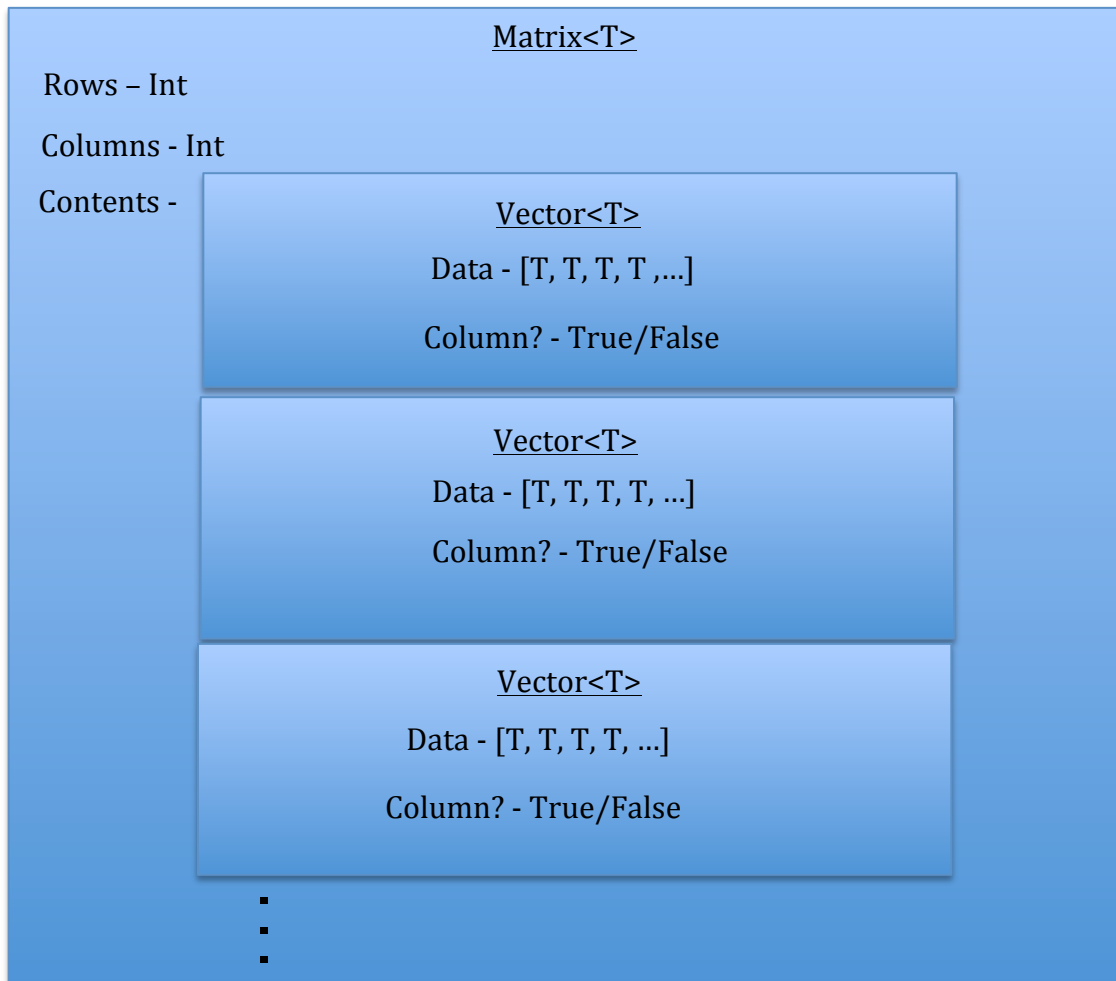 Matrix<T>
Rows – Int
Columns - Int
Contents -
Vector<T>
Data - [T, T, T, T ,…]
Column? - True/False
Vector<T>
Data - [T, T, T, T, …]
Column? - True/False
Vector<T>
Data - [T, T, T, T, …]
Column? - True/False